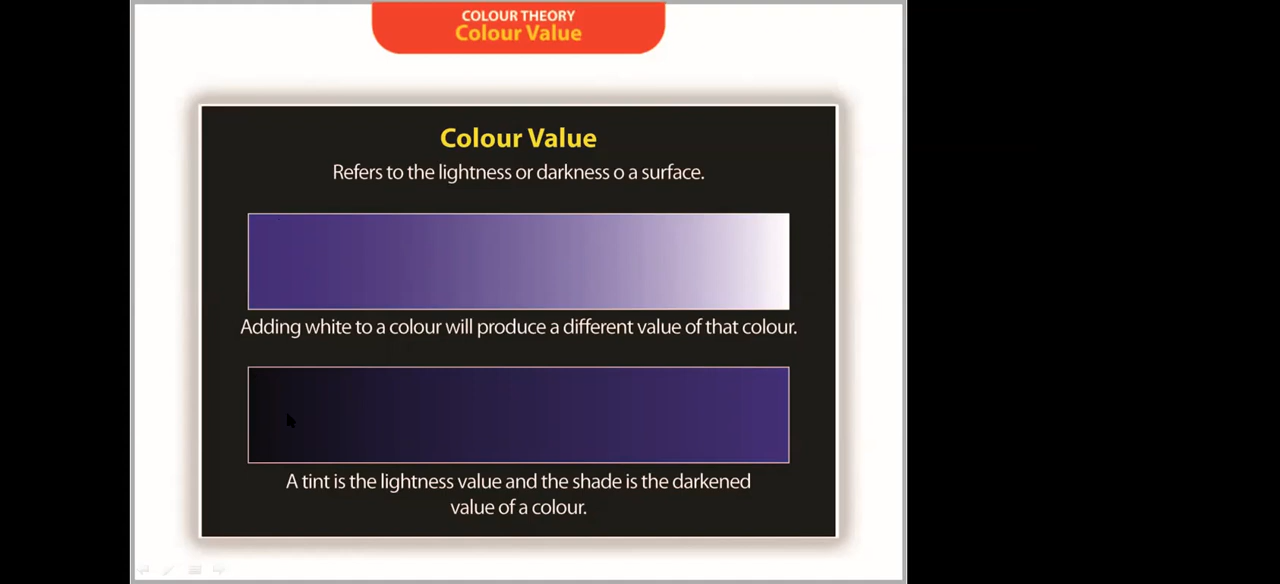 COLOUR THEORY
Colour Value
Colour Value
Refers to the lightness or darkness o a surface.
Adding white to a colour will produce a different value of that colour.
A tint is the lightness value and the shade is the darkened
value of a colour.